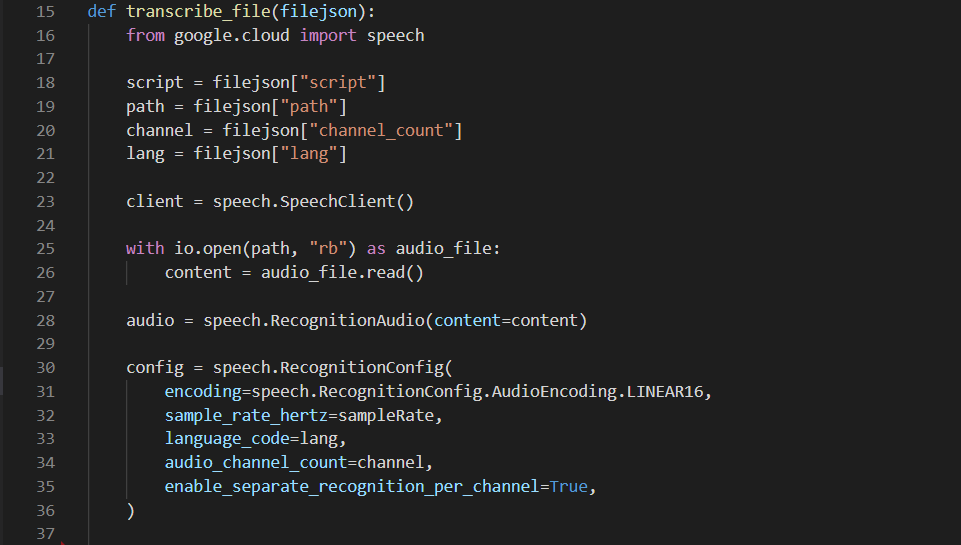 15 def transcribe_file(filejson):
16     from google.cloud import speech
17
18     script = filejson["script"]
19     path = filejson["path"]
20     channel = filejson["channel_count"]
21     lang = filejson["lang"]
22
23     client = speech.SpeechClient()
24
25     with io.open(path, "rb") as audio_file:
26         content = audio_file.read()
27
28     audio = speech.RecognitionAudio(content=content)
29
30     config = speech.RecognitionConfig(
31         encoding=speech.RecognitionConfig.AudioEncoding.LINEAR16,
32         sample_rate_hertz=sampleRate,
33         language_code=lang,
34         audio_channel_count=channel,
35         enable_separate_recognition_per_channel=True,
36     )
37